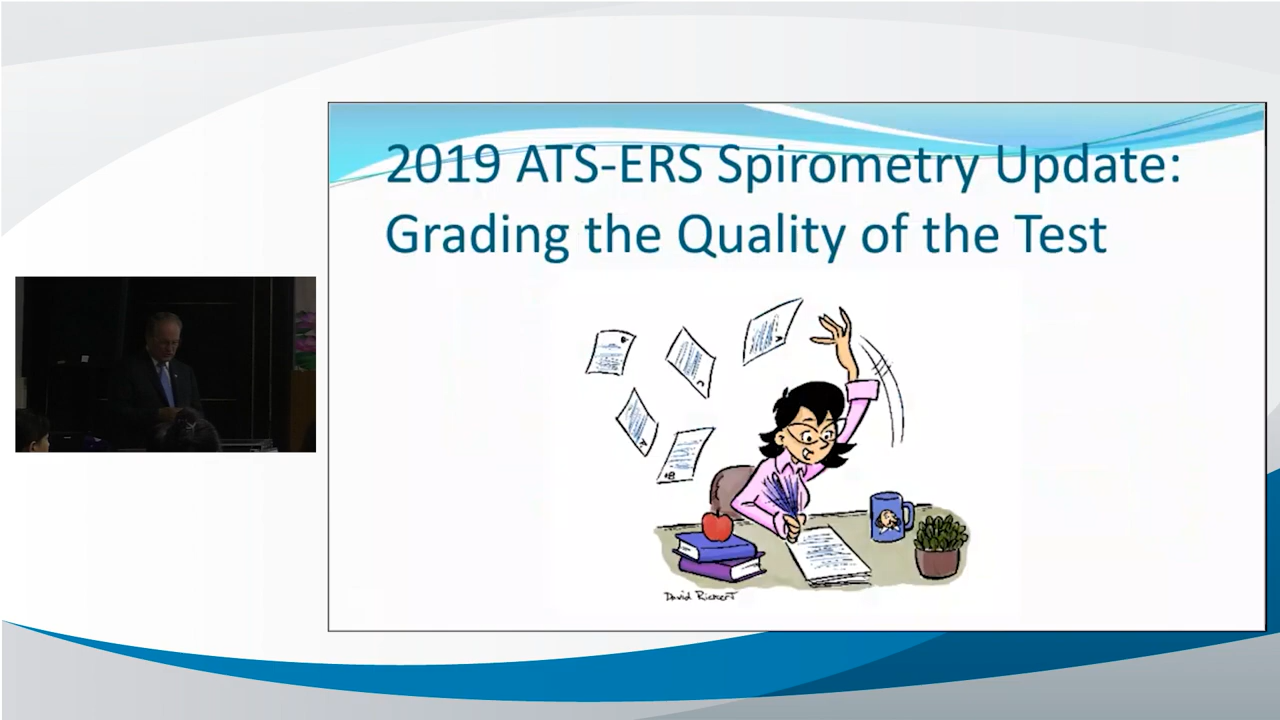 2019 ATS-ERS Spirometry Update:
Grading the Quality of the Test
David Rickert